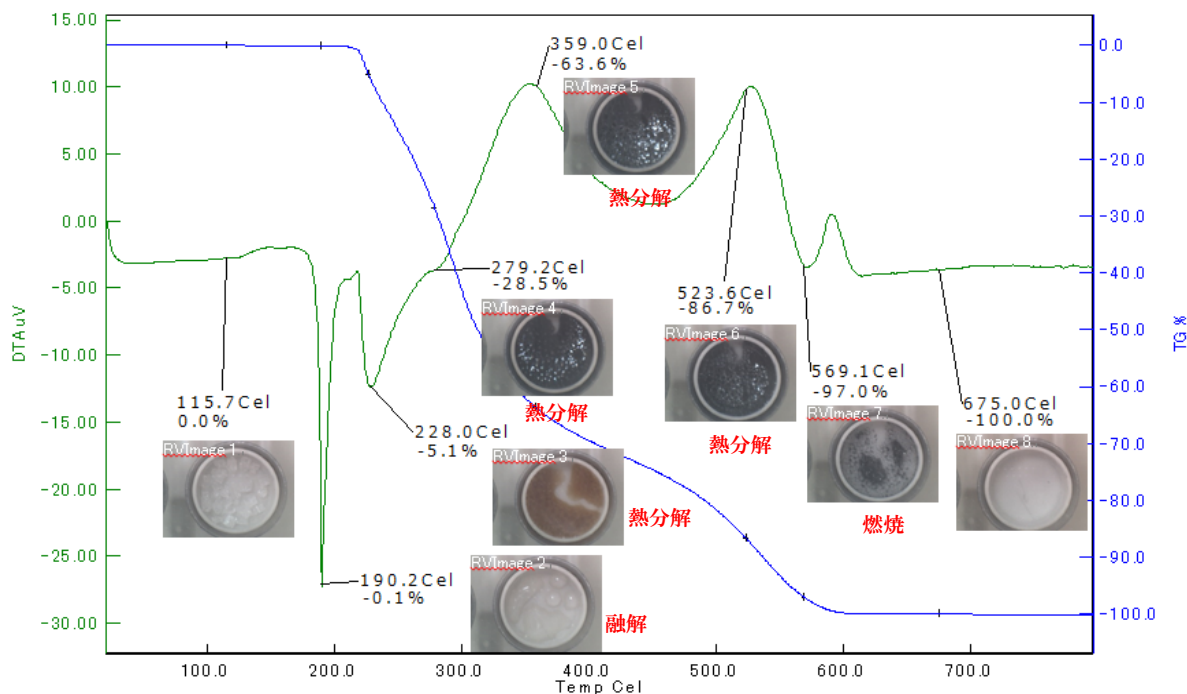 15.00
10.00
5.00
0.00
-5.00
-10.00
-15.00
-20.00
-25.00
-30.00
DTAuV
0.0
-10.0
-20.0
-30.0
-40.0
-50.0
-60.0
-70.0
-80.0
-90.0
-100.0
TG %
359.0Cel
-63.6%
RVImage 5
熱分解
279.2Cel
-28.5%
RVImage 4
熱分解
523.6Cel
-86.7%
RVImage 6
熱分解
569.1Cel
-97.0%
RVImage 7
燃燒
675.0Cel
-100.0%
RVImage 8
115.7Cel
0.0%
RVImage 1
228.0Cel
-5.1%
RVImage 3
熱分解
190.2Cel
-0.1%
RVImage 2
融解
100.0
200.0
300.0
400.0
500.0
600.0
700.0
Temp Cel